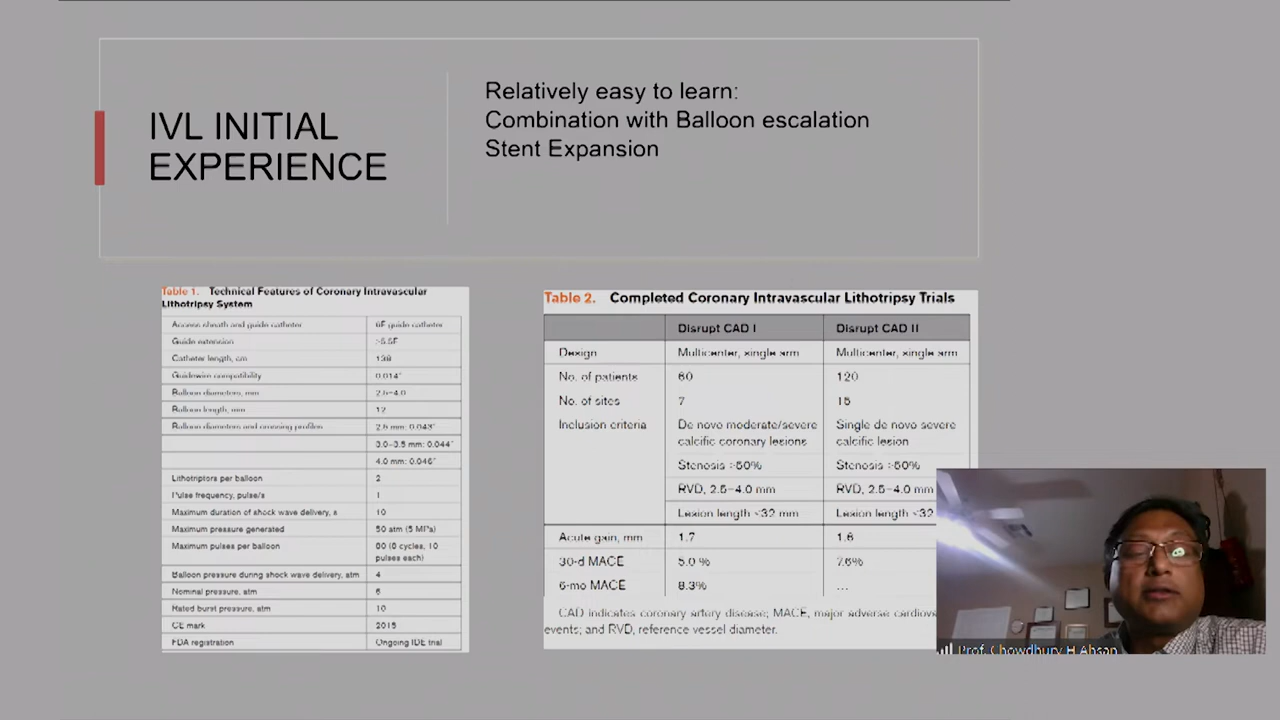 IVL INITIAL
EXPERIENCE
Relatively easy to learn:
Combination with Balloon escalation
Stent Expansion
Table 1. Technical Features of Coronary Intravascular
Lithotripsy System
Access sheath and guide catheter 6F guide catheter
Guide extension >5.5F
Catheter length, cm 138
Guidewire compatibility 0.014"
Balloon diameters, mm 2.5–4.0
Balloon length, mm 12
Balloon diameters and crossing profiles 2.5 mm: 0.043"
3.0–3.5 mm: 0.044"
4.0 mm: 0.046"
Lithotriptors per balloon 2
Pulse frequency, pulse/s 1
Maximum duration of shock wave delivery, s 10
Maximum pressure generated 50 atm (5 MPa)
Maximum pulses per balloon (8 cycles, 10
pulses each)
Balloon pressure during shock wave delivery, atm 4
Nominal pressure, atm 6
Rated burst pressure, atm 10
CE mark 2015
FDA registration Ongoing IDE trial
Table 2. Completed Coronary Intravascular Lithotripsy Trials
Disrupt CAD I Disrupt CAD II
Design Multicenter, single arm Multicenter, single arm
No. of patients 60 120
No. of sites 7 15
Inclusion criteria De novo moderate/severe Single de novo severe
calcific coronary lesions calcific lesion
Stenosis >50% Stenosis >50%
RVD, 2.5–4.0 mm RVD, 2.5–4.0 mm
Lesion length <32 mm Lesion length <32
Acute gain, mm 1.7 1.6
30-d MACE 5.0 % 7.6%
6-mo MACE 8.3% ...
CAD indicates coronary artery disease; MACE, major adverse cardiov
events; and RVD, reference vessel diameter.
Prof. Chowdhury H Ahsan